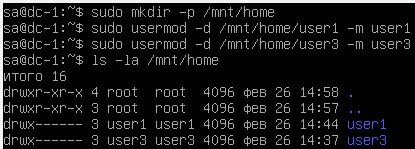 sa@dc-1:~$ sudo mkdir -p /mnt/home
sa@dc-1:~$ sudo usermod -d /mnt/home/user1 -m user1
sa@dc-1:~$ sudo usermod -d /mnt/home/user3 -m user3
sa@dc-1:~$ ls -la /mnt/home
итого 16
drwxr-xr-x 4 root  root  4096 фев 26 14:58 .
drwxr-xr-x 3 root  root  4096 фев 26 14:57 ..
drwx------ 3 user1 user1 4096 фев 26 14:44 user1
drwx------ 3 user3 user3 4096 фев 26 14:37 user3